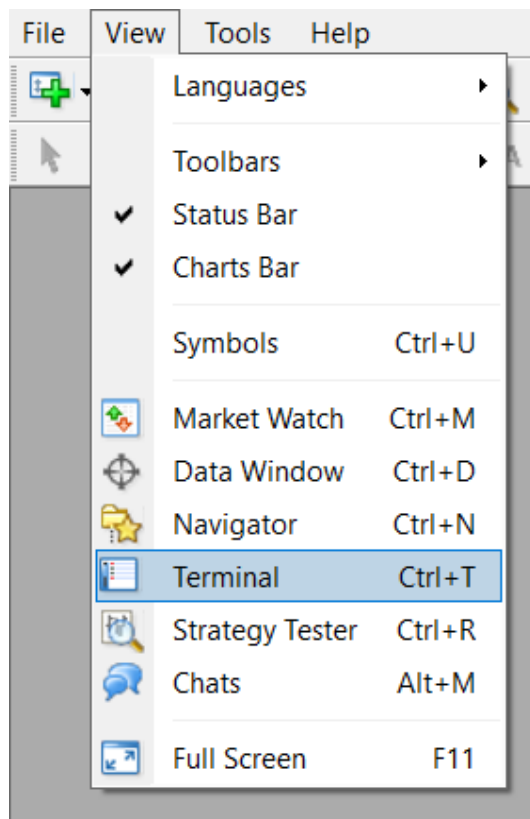 File View Tools Help
Languages
Toolbars
Status Bar
Charts Bar
Symbols Ctrl+U
Market Watch Ctrl+M
Data Window Ctrl+D
Navigator Ctrl+N
Terminal Ctrl+T
Strategy Tester Ctrl+R
Chats Alt+M
Full Screen F11